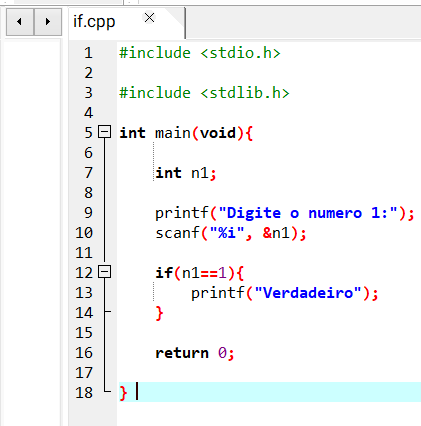 if.cpp
1 #include <stdio.h>
2
3 #include <stdlib.h>
4
5 int main(void){
6
7 int n1;
8
9 printf("Digite o numero 1:");
10 scanf("%i", &n1);
11
12 if(n1==1){
13 printf("Verdadeiro");
14 }
15
16 return 0;
17
18 }